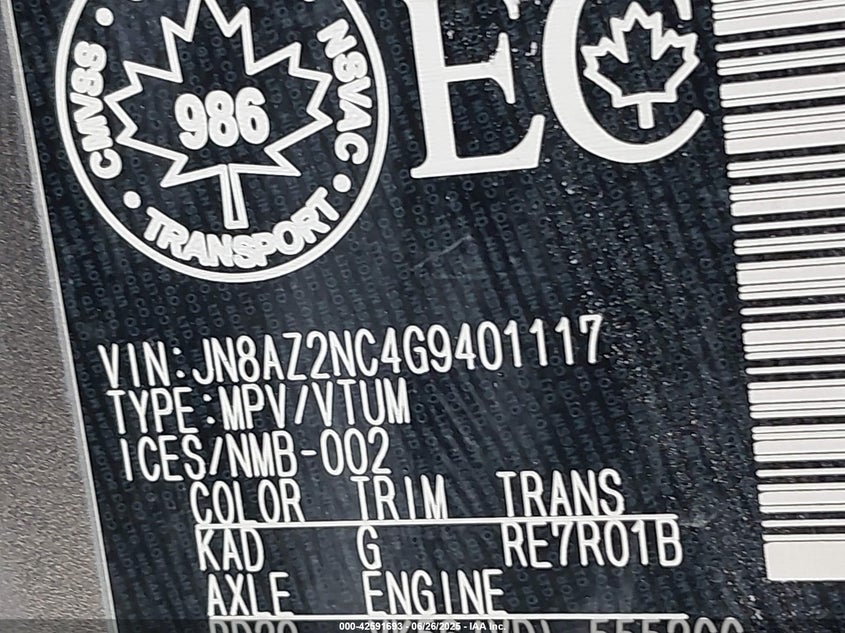 CMVSS • NSVAC • TRANSPORT
986
EC
VIN:JN8AZ2NC4G9401117
TYPE:MPV/VTUM
ICES/NMB-002
COLOR TRIM TRANS
KAD G RE7R01B
AXLE ENGINE
000-42591693 - 06/26/2025 - IAA Inc.